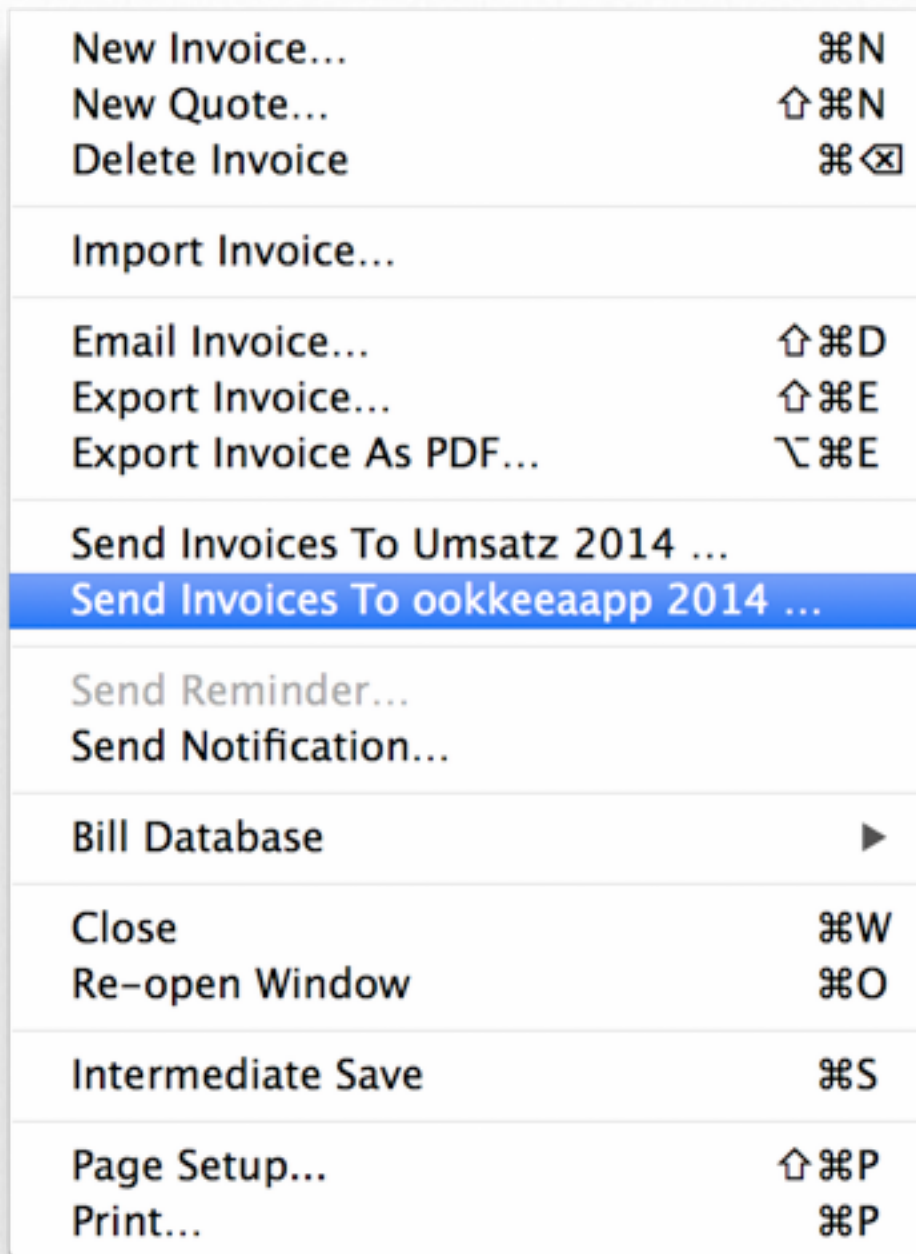 New Invoice... ⌘N
New Quote... ⇧⌘N
Delete Invoice ⌘⌫
Import Invoice...
Email Invoice... ⇧⌘D
Export Invoice... ⇧⌘E
Export Invoice As PDF... ⌥⌘E
Send Invoices To Umsatz 2014 ...
Send Invoices To ookkeeaapp 2014 ...
Send Reminder...
Send Notification...
Bill Database ▶
Close ⌘W
Re-open Window ⌘O
Intermediate Save ⌘S
Page Setup... ⇧⌘P
Print... ⌘P